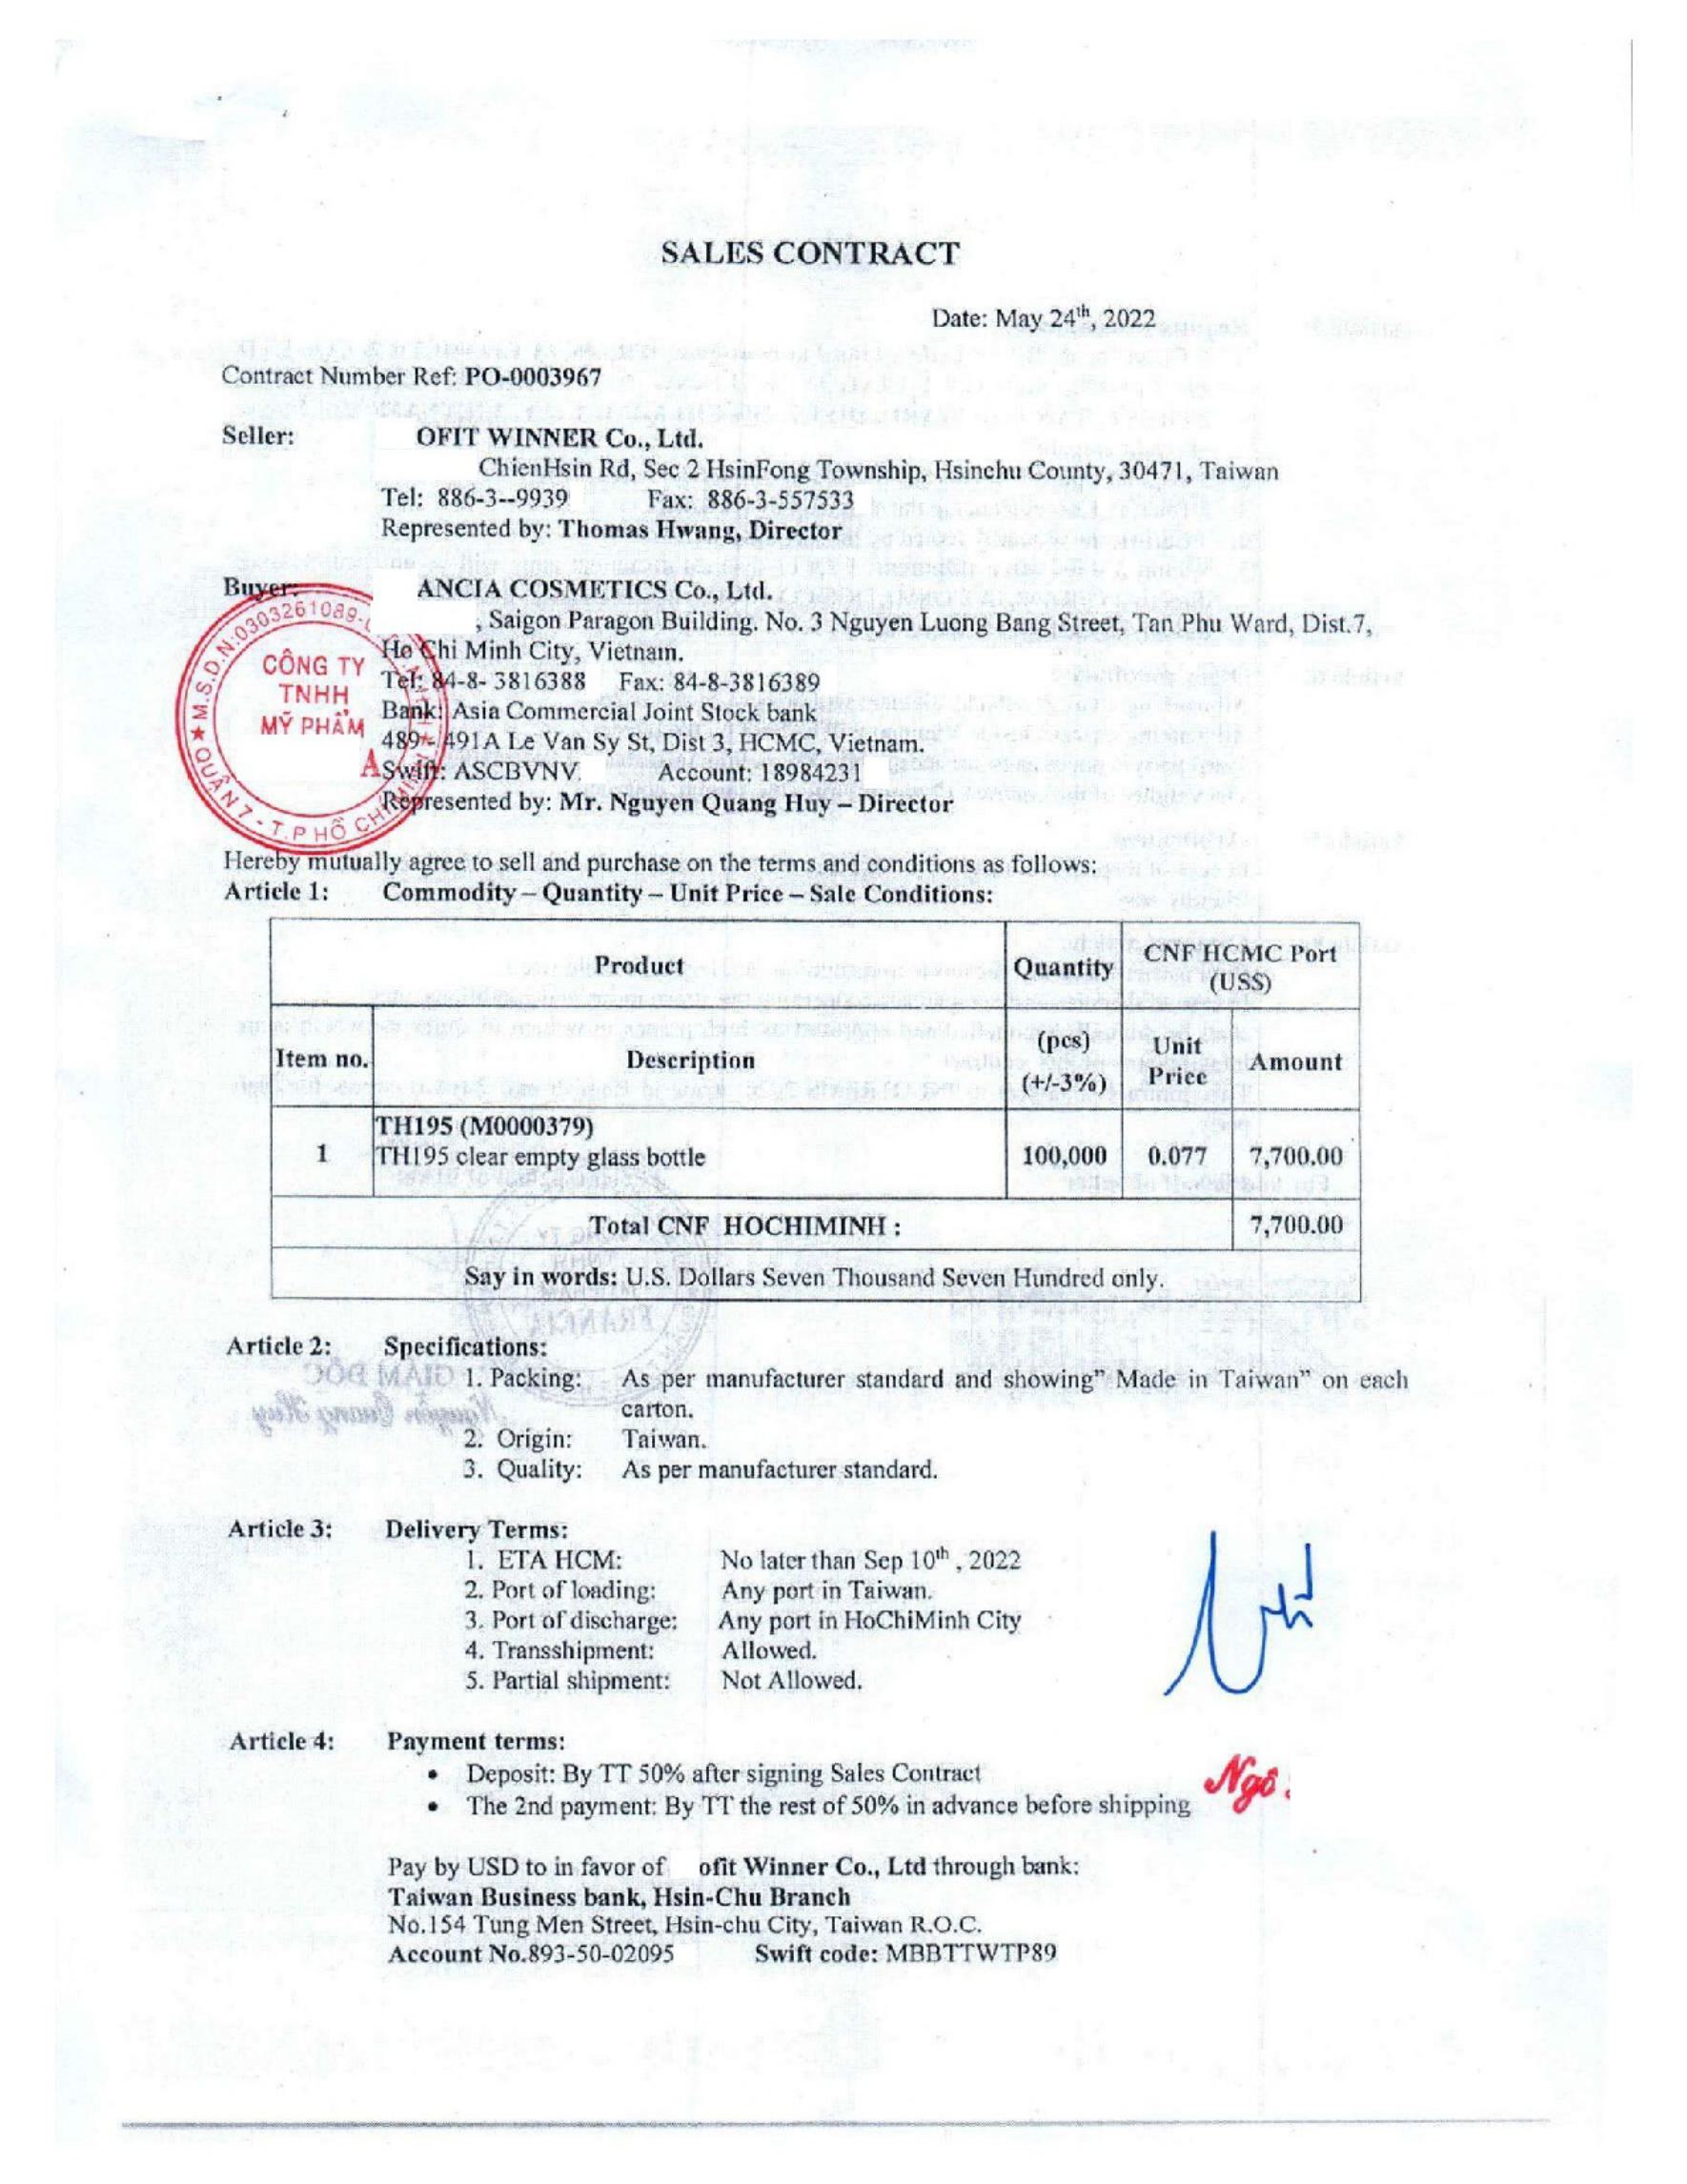 SALES CONTRACT
Date: May 24th, 2022
Contract Number Ref: PO-0003967
Seller: OFIT WINNER Co., Ltd.
ChienHsin Rd, Sec 2 HsinFong Township, Hsinchu County, 30471, Taiwan
Tel: 886-3--9939 Fax: 886-3-557533
Represented by: Thomas Hwang, Director
Buyer: ANCIA COSMETICS Co., Ltd.
, Saigon Paragon Building. No. 3 Nguyen Luong Bang Street, Tan Phu Ward, Dist.7,
Ho Chi Minh City, Vietnam.
Tel: 84-8- 3816388 Fax: 84-8-3816389
Bank: Asia Commercial Joint Stock bank
489 - 491A Le Van Sy St, Dist 3, HCMC, Vietnam.
Swift: ASCBVNV Account: 18984231
Represented by: Mr. Nguyen Quang Huy – Director
M.S.D.N:0303261089-
CÔNG TY
TNHH
MỸ PHẨM
A
QUẬN 7 - T.P HỒ CHÍ MINH
Hereby mutually agree to sell and purchase on the terms and conditions as follows:
Article 1: Commodity – Quantity – Unit Price – Sale Conditions:
Product Quantity CNF HCMC Port
(US$)
Item no. Description (pcs)
(+/-3%) Unit
Price Amount
TH195 (M0000379)
1 TH195 clear empty glass bottle 100,000 0.077 7,700.00
Total CNF HOCHIMINH : 7,700.00
Say in words: U.S. Dollars Seven Thousand Seven Hundred only.
Article 2: Specifications:
1. Packing: As per manufacturer standard and showing” Made in Taiwan” on each
carton.
2. Origin: Taiwan.
3. Quality: As per manufacturer standard.
Article 3: Delivery Terms:
1. ETA HCM: No later than Sep 10th , 2022
2. Port of loading: Any port in Taiwan.
3. Port of discharge: Any port in HoChiMinh City
4. Transshipment: Allowed.
5. Partial shipment: Not Allowed.
Article 4: Payment terms:
• Deposit: By TT 50% after signing Sales Contract
• The 2nd payment: By TT the rest of 50% in advance before shipping
Ngô.
Pay by USD to in favor of ofit Winner Co., Ltd through bank:
Taiwan Business bank, Hsin-Chu Branch
No.154 Tung Men Street, Hsin-chu City, Taiwan R.O.C.
Account No.893-50-02095 Swift code: MBBTTWTP89